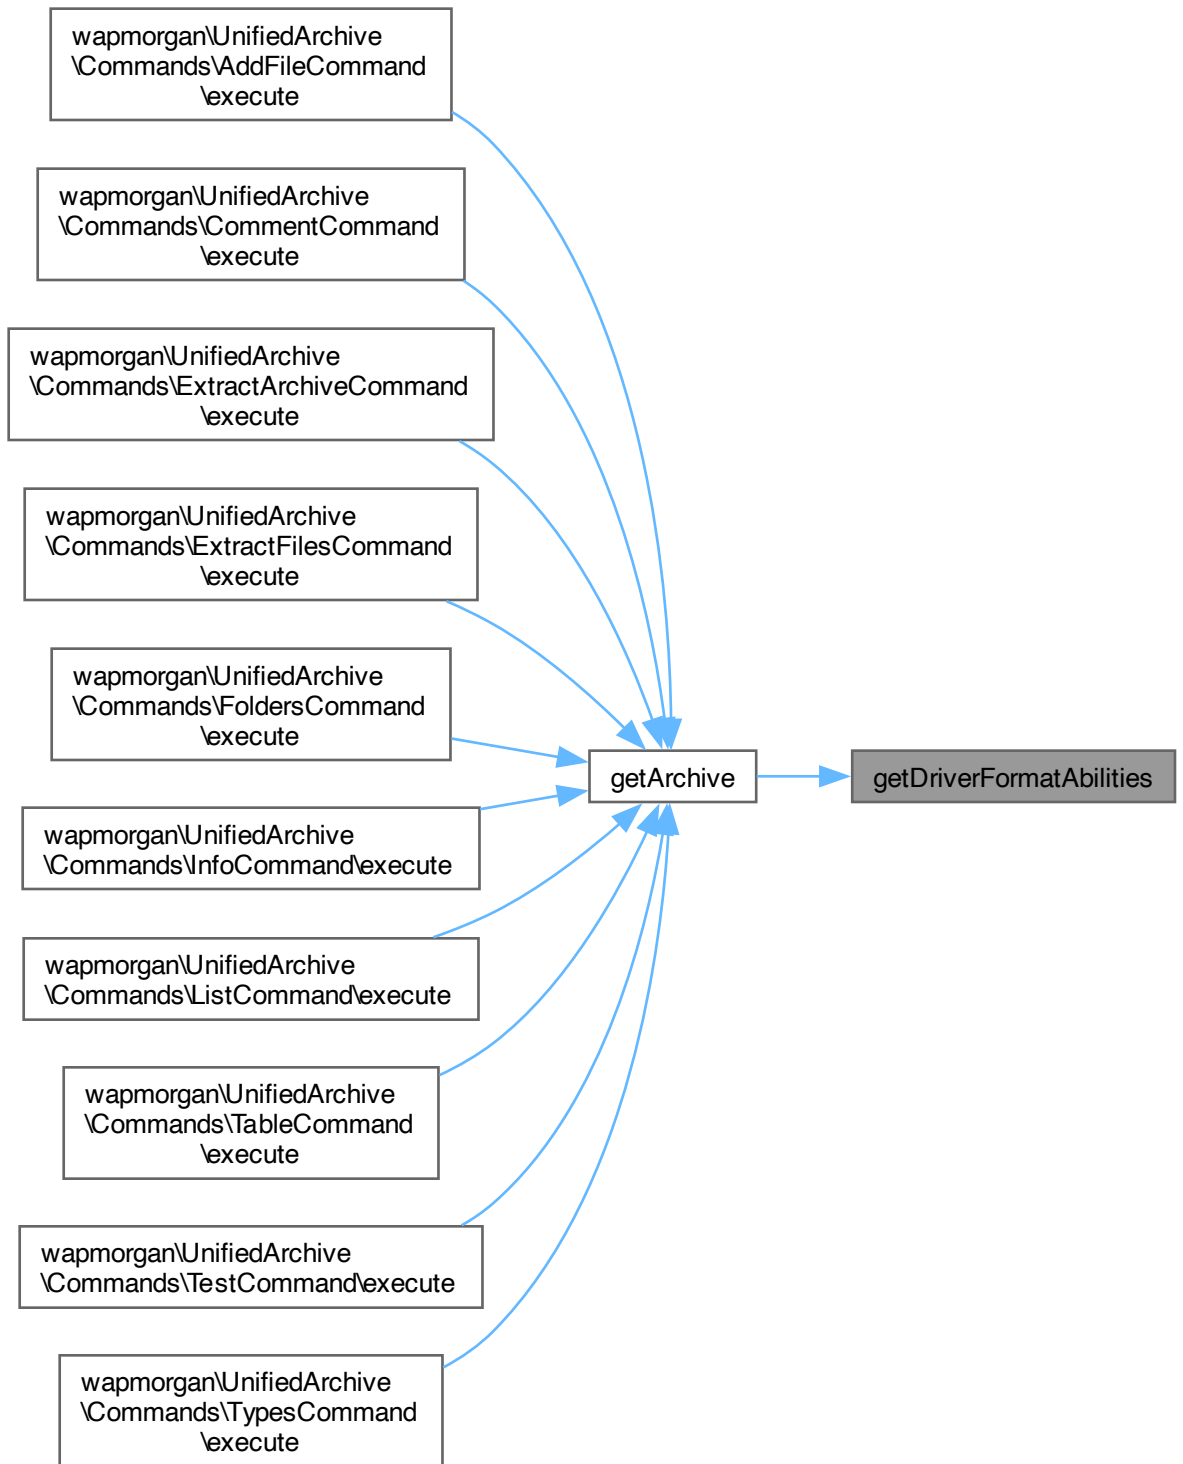 wapmorgan\UnifiedArchive
\Commands\AddFileCommand
\execute
wapmorgan\UnifiedArchive
\Commands\CommentCommand
\execute
wapmorgan\UnifiedArchive
\Commands\ExtractArchiveCommand
\execute
wapmorgan\UnifiedArchive
\Commands\ExtractFilesCommand
\execute
wapmorgan\UnifiedArchive
\Commands\FoldersCommand
\execute
getArchive
getDriverFormatAbilities
wapmorgan\UnifiedArchive
\Commands\InfoCommand\execute
wapmorgan\UnifiedArchive
\Commands\ListCommand\execute
wapmorgan\UnifiedArchive
\Commands\TableCommand
\execute
wapmorgan\UnifiedArchive
\Commands\TestCommand\execute
wapmorgan\UnifiedArchive
\Commands\TypesCommand
\execute